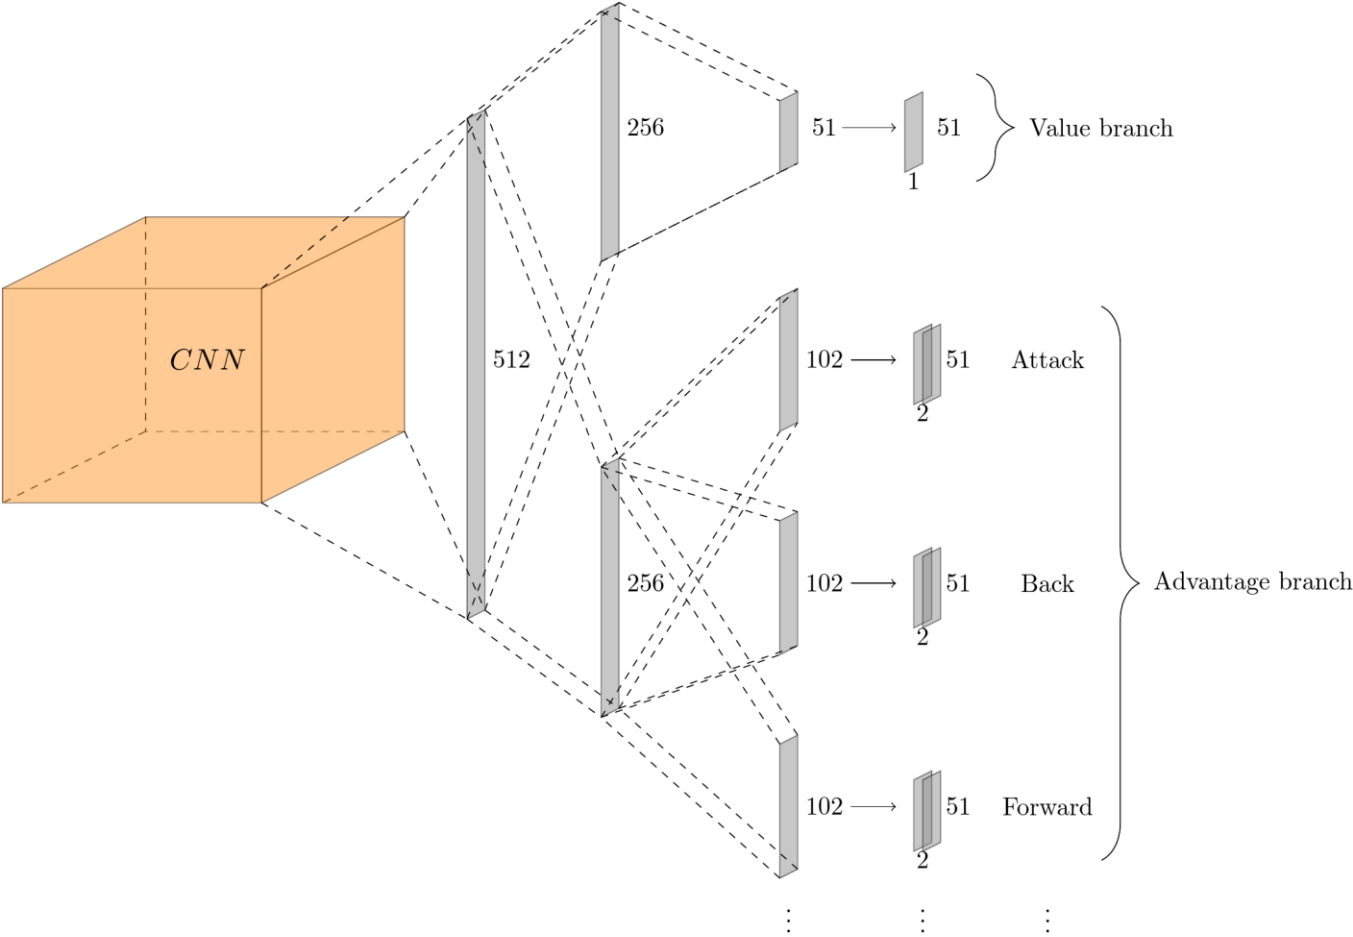 256
51
51
Value branch
1
CNN
512
102
51
Attack
2
256
102
51
Back
Advantage branch
2
102
51
Forward
2
⋮ ⋮ ⋮